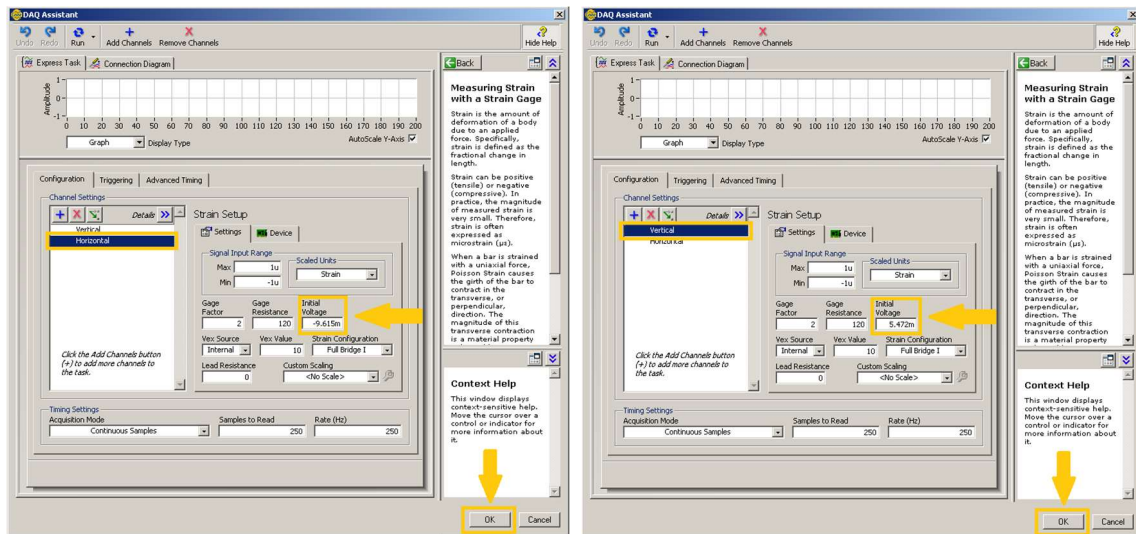 DAQ Assistant
Undo Redo Run Add Channels Remove Channels Hide Help
Express Task Connection Diagram
Amplitude
1
0
-1
0 10 20 30 40 50 60 70 80 90 100 110 120 130 140 150 160 170 180 190 200
Graph Display Type AutoScale Y-Axis
Configuration Triggering Advanced Timing
Channel Settings
Details
Vertical
Horizontal
Click the Add Channels button
(+) to add more channels to
the task.
Strain Setup
Settings Device
Signal Input Range
Max 1u
Min -1u
Scaled Units
Strain
Gage Factor 2
Gage Resistance 120
Initial Voltage -9.615m
Vex Source Internal
Vex Value 10
Strain Configuration Full Bridge I
Lead Resistance 0
Custom Scaling <No Scale>
Timing Settings
Acquisition Mode Samples to Read Rate (Hz)
Continuous Samples 250 250
Back
Measuring Strain
with a Strain Gage
Strain is the amount of
deformation of a body
due to an applied
force. Specifically,
strain is defined as the
fractional change in
length.
Strain can be positive
(tensile) or negative
(compressive). In
practice, the magnitude
of measured strain is
very small. Therefore,
strain is often
expressed as
microstrain (µs).
When a bar is strained
with a uniaxial force,
Poisson Strain causes
the girth of the bar to
contract in the
transverse, or
perpendicular,
direction. The
magnitude of this
transverse contraction
is a material property
Context Help
This window displays
context-sensitive help.
Move the cursor over a
control or indicator for
more information about
it.
OK Cancel
DAQ Assistant
Undo Redo Run Add Channels Remove Channels Hide Help
Express Task Connection Diagram
Amplitude
1
0
-1
0 10 20 30 40 50 60 70 80 90 100 110 120 130 140 150 160 170 180 190 200
Graph Display Type AutoScale Y-Axis
Configuration Triggering Advanced Timing
Channel Settings
Details
Vertical
Horizontal
Click the Add Channels button
(+) to add more channels to
the task.
Strain Setup
Settings Device
Signal Input Range
Max 1u
Min -1u
Scaled Units
Strain
Gage Factor 2
Gage Resistance 120
Initial Voltage 5.472m
Vex Source Internal
Vex Value 10
Strain Configuration Full Bridge I
Lead Resistance 0
Custom Scaling <No Scale>
Timing Settings
Acquisition Mode Samples to Read Rate (Hz)
Continuous Samples 250 250
Back
Measuring Strain
with a Strain Gage
Strain is the amount of
deformation of a body
due to an applied
force. Specifically,
strain is defined as the
fractional change in
length.
Strain can be positive
(tensile) or negative
(compressive). In
practice, the magnitude
of measured strain is
very small. Therefore,
strain is often
expressed as
microstrain (µs).
When a bar is strained
with a uniaxial force,
Poisson Strain causes
the girth of the bar to
contract in the
transverse, or
perpendicular,
direction. The
magnitude of this
transverse contraction
is a material property
Context Help
This window displays
context-sensitive help.
Move the cursor over a
control or indicator for
more information about
it.
OK Cancel